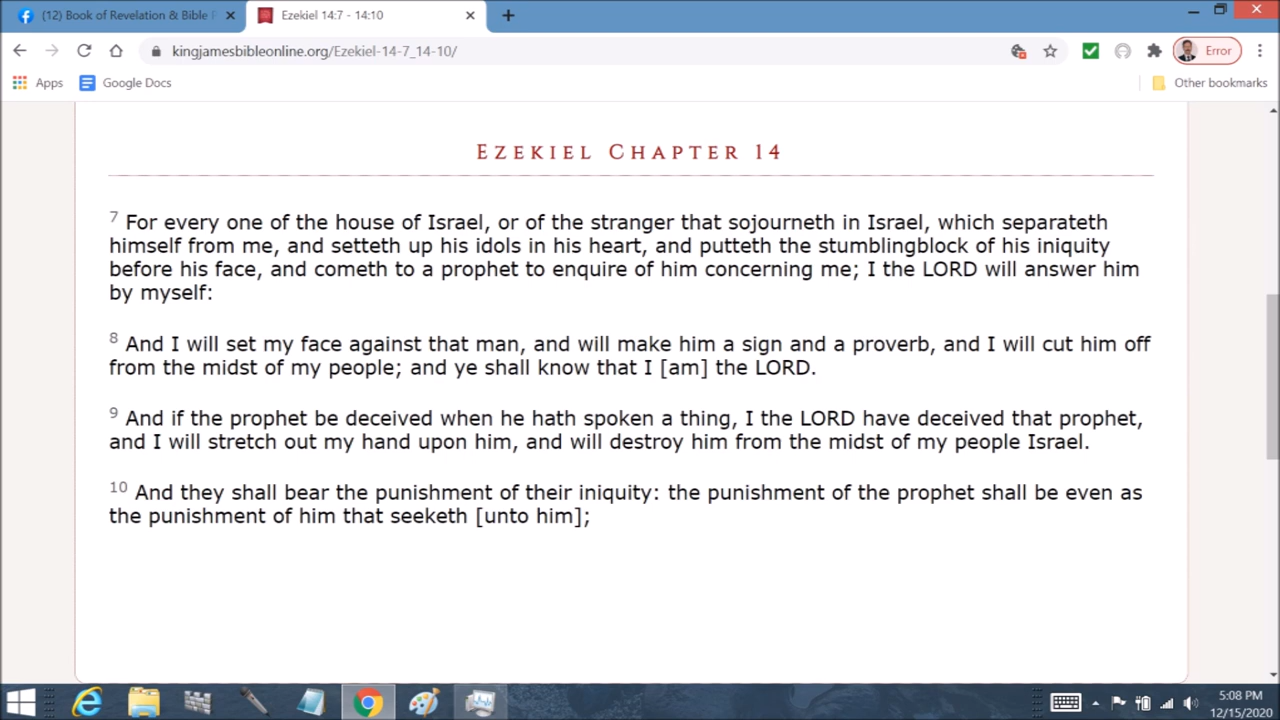 (12) Book of Revelation & Bible P
Ezekiel 14:7 - 14:10
kingjamesbibleonline.org/Ezekiel-14-7_14-10/
Error
Apps
Google Docs
Other bookmarks
Ezekiel Chapter 14
7 For every one of the house of Israel, or of the stranger that sojourneth in Israel, which separateth
himself from me, and setteth up his idols in his heart, and putteth the stumblingblock of his iniquity
before his face, and cometh to a prophet to enquire of him concerning me; I the LORD will answer him
by myself:
8 And I will set my face against that man, and will make him a sign and a proverb, and I will cut him off
from the midst of my people; and ye shall know that I [am] the LORD.
9 And if the prophet be deceived when he hath spoken a thing, I the LORD have deceived that prophet,
and I will stretch out my hand upon him, and will destroy him from the midst of my people Israel.
10 And they shall bear the punishment of their iniquity: the punishment of the prophet shall be even as
the punishment of him that seeketh [unto him];
5:08 PM
12/15/2020